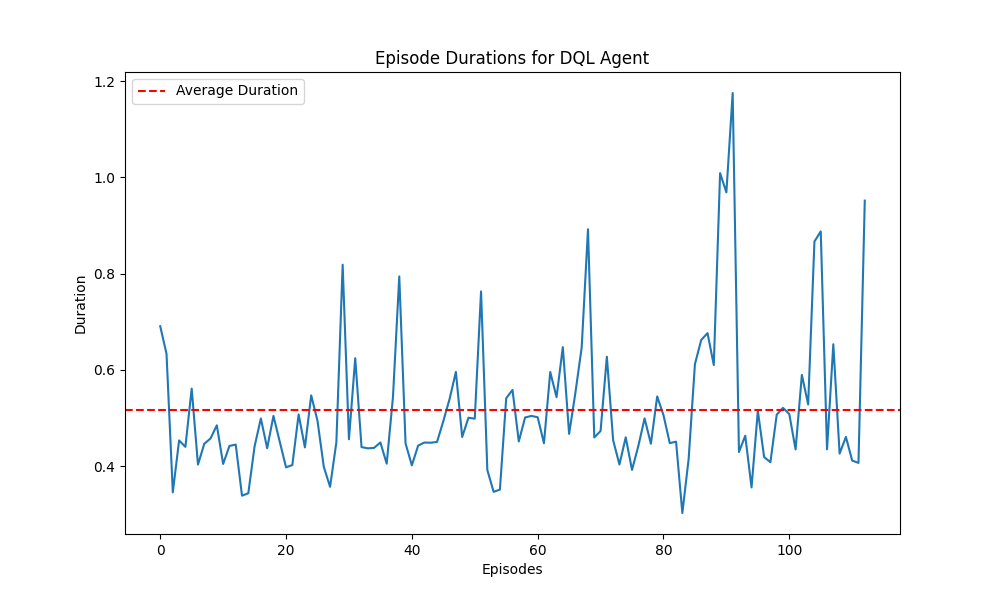 Episode Durations for DQL Agent
Average Duration
1.2
1.0
0.8
0.6
0.4
Duration
0 20 40 60 80 100
Episodes